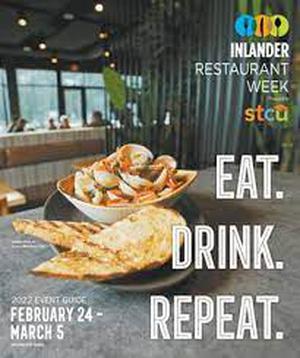 INLANDER
RESTAURANT
WEEK
stcu
EAT.
DRINK.
REPEAT.
2022 EVENT GUIDE
FEBRUARY 24 –
MARCH 5